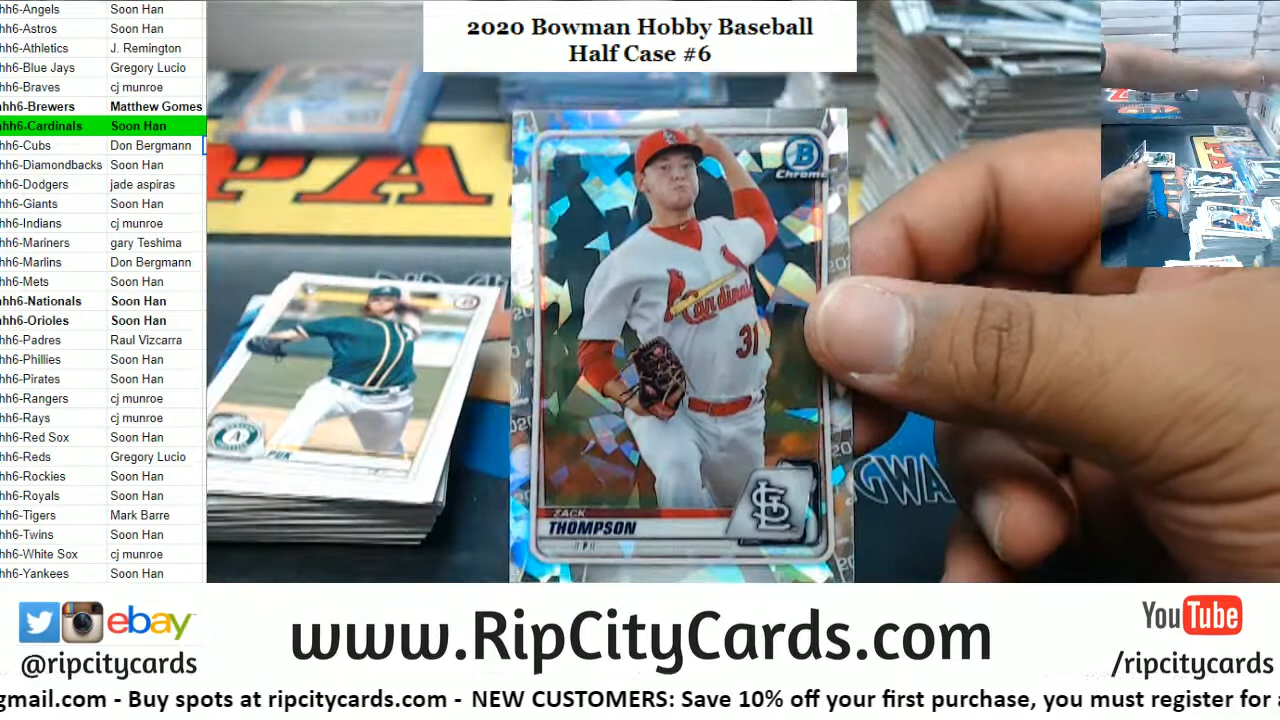 hh6-Angels Soon Han
hh6-Astros Soon Han
hh6-Athletics J. Remington
hh6-Blue Jays Gregory Lucio
hh6-Braves cj munroe
hh6-Brewers Matthew Gomes
hh6-Cardinals Soon Han
hh6-Cubs Don Bergmann
hh6-Diamondbacks Soon Han
hh6-Dodgers jade aspiras
hh6-Giants Soon Han
hh6-Indians cj munroe
hh6-Mariners gary Teshima
hh6-Marlins Don Bergmann
hh6-Mets Soon Han
hh6-Nationals Soon Han
hh6-Orioles Soon Han
hh6-Padres Raul Vizcarra
hh6-Phillies Soon Han
hh6-Pirates Soon Han
hh6-Rangers cj munroe
hh6-Rays cj munroe
hh6-Red Sox Soon Han
hh6-Reds Gregory Lucio
hh6-Rockies Soon Han
hh6-Royals Soon Han
hh6-Tigers Mark Barre
hh6-Twins Soon Han
hh6-White Sox cj munroe
hh6-Yankees Soon Han
2020 Bowman Hobby Baseball
Half Case #6
PA
B
Chrome
Cardinals
31
STL
ZACK
THOMPSON
P
A
PUK
GWA
ebay
@ripcitycards
www.RipCityCards.com
YouTube
/ripcitycards
gmail.com - Buy spots at ripcitycards.com - NEW CUSTOMERS: Save 10% off your first purchase, you must register for a